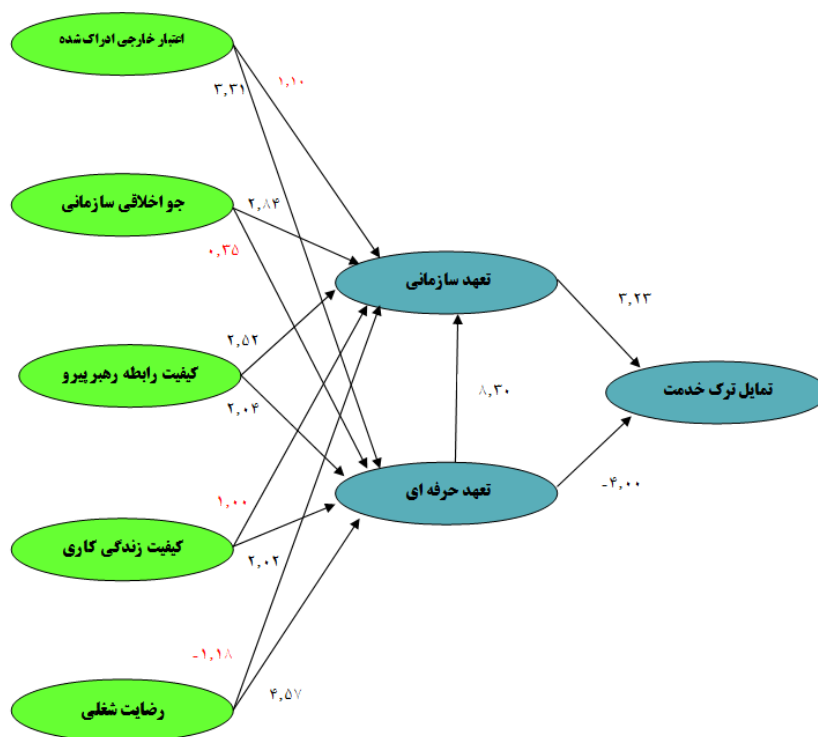 اعتبار خارجی ادراک شده
۳,۳۱
۱,۱۰
جو اخلاقی سازمانی
۲,۸۴
۰,۳۵
تعهد سازمانی
۳,۲۳
۲,۵۲
کیفیت رابطه رهبر پیرو
۲,۰۴
۸,۳۰
تمایل ترک خدمت
تعهد حرفه ای
-۴,۰۰
۱,۰۰
کیفیت زندگی کاری
۲,۰۲
-۱,۱۸
۴,۵۷
رضایت شغلی